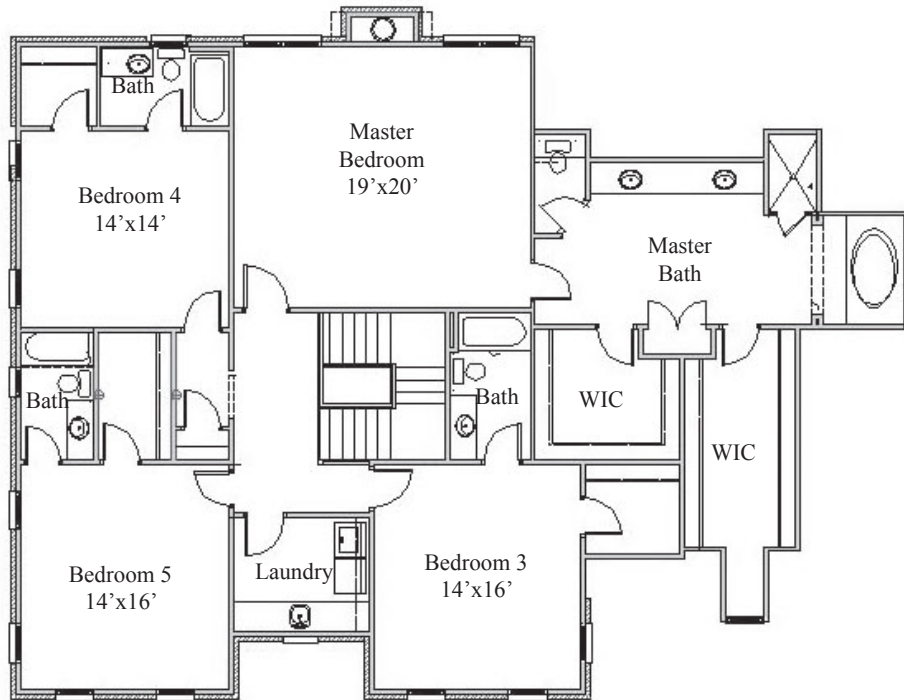 Bath
Master
Bedroom
19’x20’
Bedroom 4
14’x14’
Master
Bath
Bath
Bath
WIC
WIC
Bedroom 5
14’x16’
Laundry
Bedroom 3
14’x16’